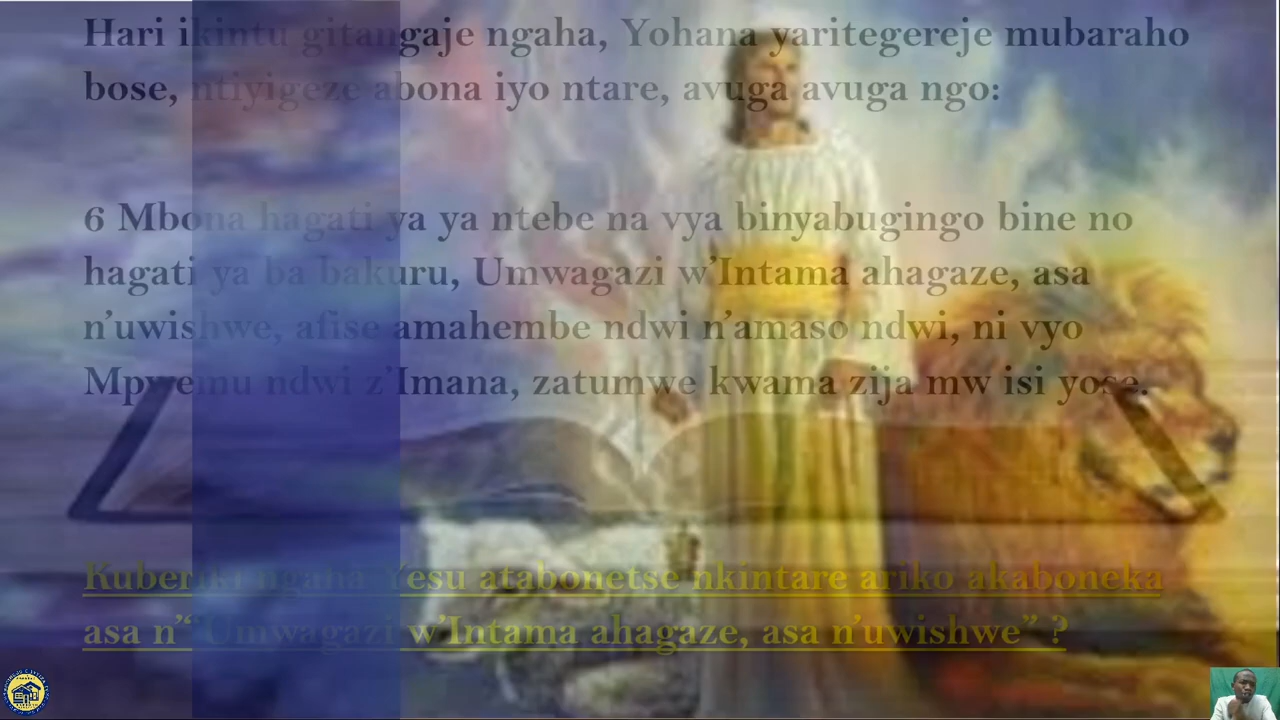 Hari ikintu gitangaje ngaha, Yohana yaritegereje mubaraho
bose, ntiyigeze abona iyo ntare, avuga avuga ngo:
6 Mbona hagati ya ya ntebe na vya binyabugingo bine no
hagati ya ba bakuru, Umwagazi w’Intama ahagaze, asa
n’uwishwe, afise amahembe ndwi n’amaso ndwi, ni vyo
Mpwemu ndwi z’Imana, zatumwe kwama zija mw isi yose.
Kuberiki ngaha Yesu atabonetse nkintare ariko akaboneka
asa n’“ Umwagazi w’Intama ahagaze, asa n’uwishwe” ?